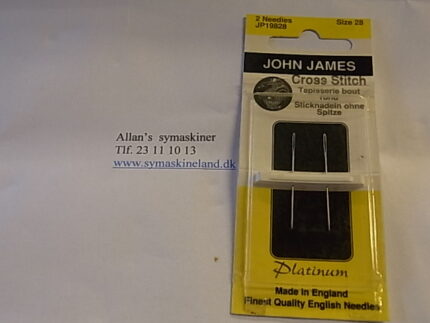 2 Needles
JP19828
Size 28
JOHN JAMES
Cross Stitch
Tapisserie bout
rond
Sticknadeln ohne
Spitze
Allan's symaskiner
Tlf. 23 11 10 13
www.symaskineland.dk
Platinum
Made in England
Finest Quality English Needles